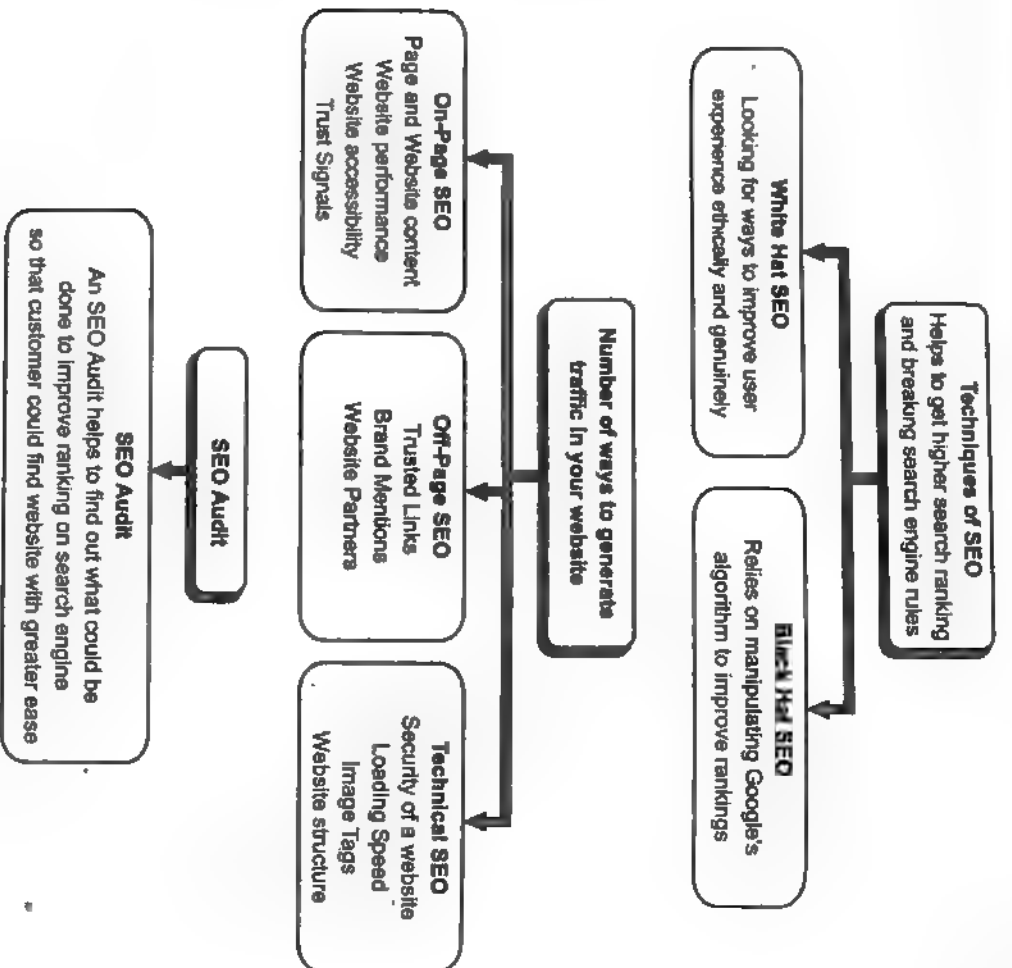 Techniques of SEO
Helps to get higher search ranking
and breaking search engine rules
White Hat SEO
Looking for ways to improve user
experience ethically and genuinely
Black Hat SEO
Relies on manipulating Google's
algorithm to improve rankings
Number of ways to generate
traffic in your website
On-Page SEO
Page and Website content
Website performance
Website accessibility
Trust Signals
Off-Page SEO
Trusted Links
Brand Mentions
Website Partners
Technical SEO
Security of a website
Loading Speed
Image Tags
Website structure
SEO Audit
SEO Audit
An SEO Audit helps to find out what could be
done to improve ranking on search engine
so that customer could find website with greater ease